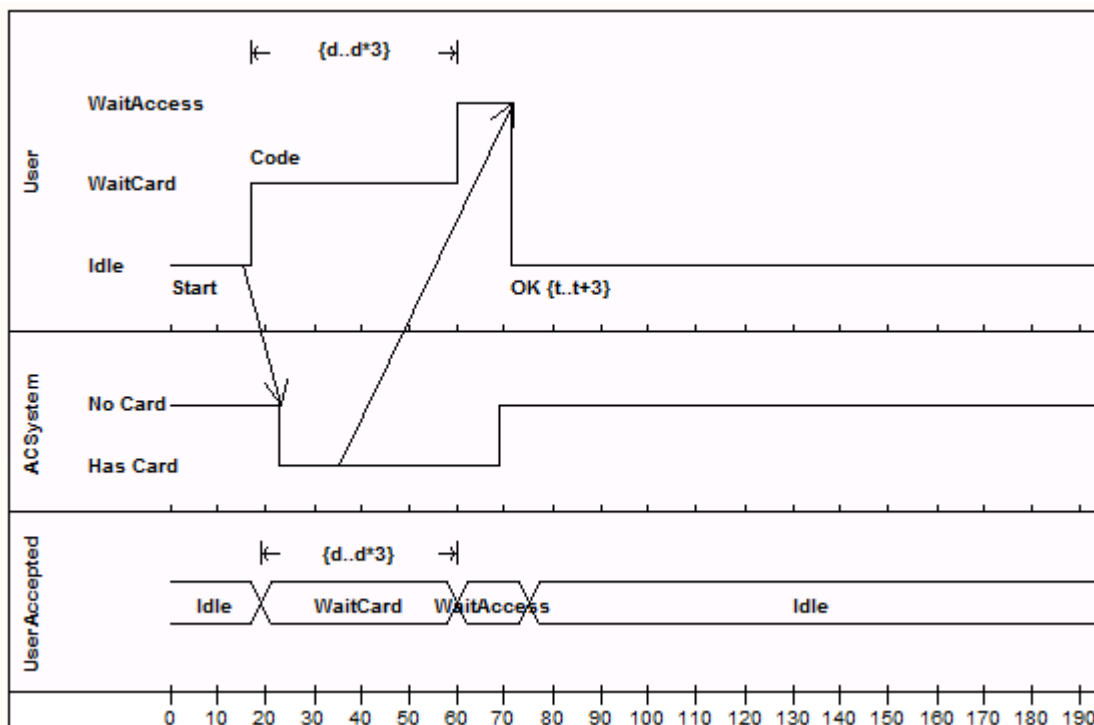 {d..d*3}
WaitAccess
Code
WaitCard
User
Idle
Start
OK {t..t+3}
No Card
ACSystem
Has Card
{d..d*3}
UserAccepted
Idle
WaitCard
WaitAccess
Idle
0 10 20 30 40 50 60 70 80 90 100 110 120 130 140 150 160 170 180 190